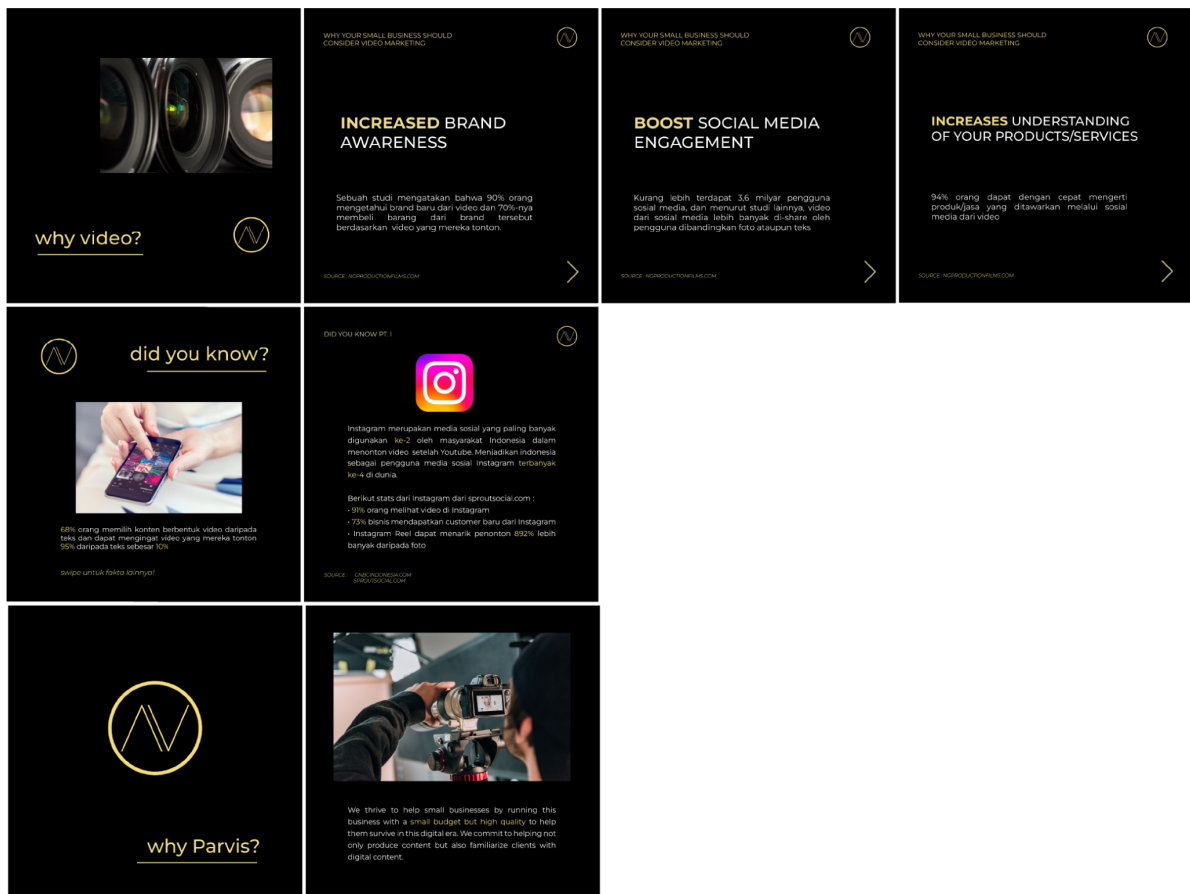 why video?
WHY YOUR SMALL BUSINESS SHOULD
CONSIDER VIDEO MARKETING
INCREASED BRAND
AWARENESS
Sebuah studi mengatakan bahwa 90% orang
mengetahui brand baru dari video dan 70%-nya
membeli barang dari brand tersebut
berdasarkan video yang mereka tonton.
SOURCE : NGPRODUCTIONFILMS.COM
WHY YOUR SMALL BUSINESS SHOULD
CONSIDER VIDEO MARKETING
BOOST SOCIAL MEDIA
ENGAGEMENT
Kurang lebih terdapat 3,6 milyar pengguna
sosial media, dan menurut studi lainnya, video
dari sosial media lebih banyak di-share oleh
pengguna dibandingkan foto ataupun teks
SOURCE : NGPRODUCTIONFILMS.COM
WHY YOUR SMALL BUSINESS SHOULD
CONSIDER VIDEO MARKETING
INCREASES UNDERSTANDING
OF YOUR PRODUCTS/SERVICES
94% orang dapat dengan cepat mengerti
produk/jasa yang ditawarkan melalui sosial
media dari video
SOURCE : NGPRODUCTIONFILMS.COM
did you know?
68% orang memilih konten berbentuk video daripada
teks dan dapat mengingat video yang mereka tonton
95% daripada teks sebesar 10%
swipe untuk fakta lainnya!
DID YOU KNOW PT. I
Instagram merupakan media sosial yang paling banyak
digunakan ke-2 oleh masyarakat Indonesia dalam
menonton video setelah Youtube. Menjadikan indonesia
sebagai pengguna media sosial Instagram terbanyak
ke-4 di dunia.
Berikut stats dari Instagram dari sproutsocial.com :
• 91% orang melihat video di Instagram
• 73% bisnis mendapatkan customer baru dari Instagram
• Instagram Reel dapat menarik penonton 892% lebih
banyak daripada foto
SOURCE : CNBCINDONESIA.COM
SPROUTSOCIAL.COM
why Parvis?
We thrive to help small businesses by running this
business with a small budget but high quality to help
them survive in this digital era. We commit to helping not
only produce content but also familiarize clients with
digital content.